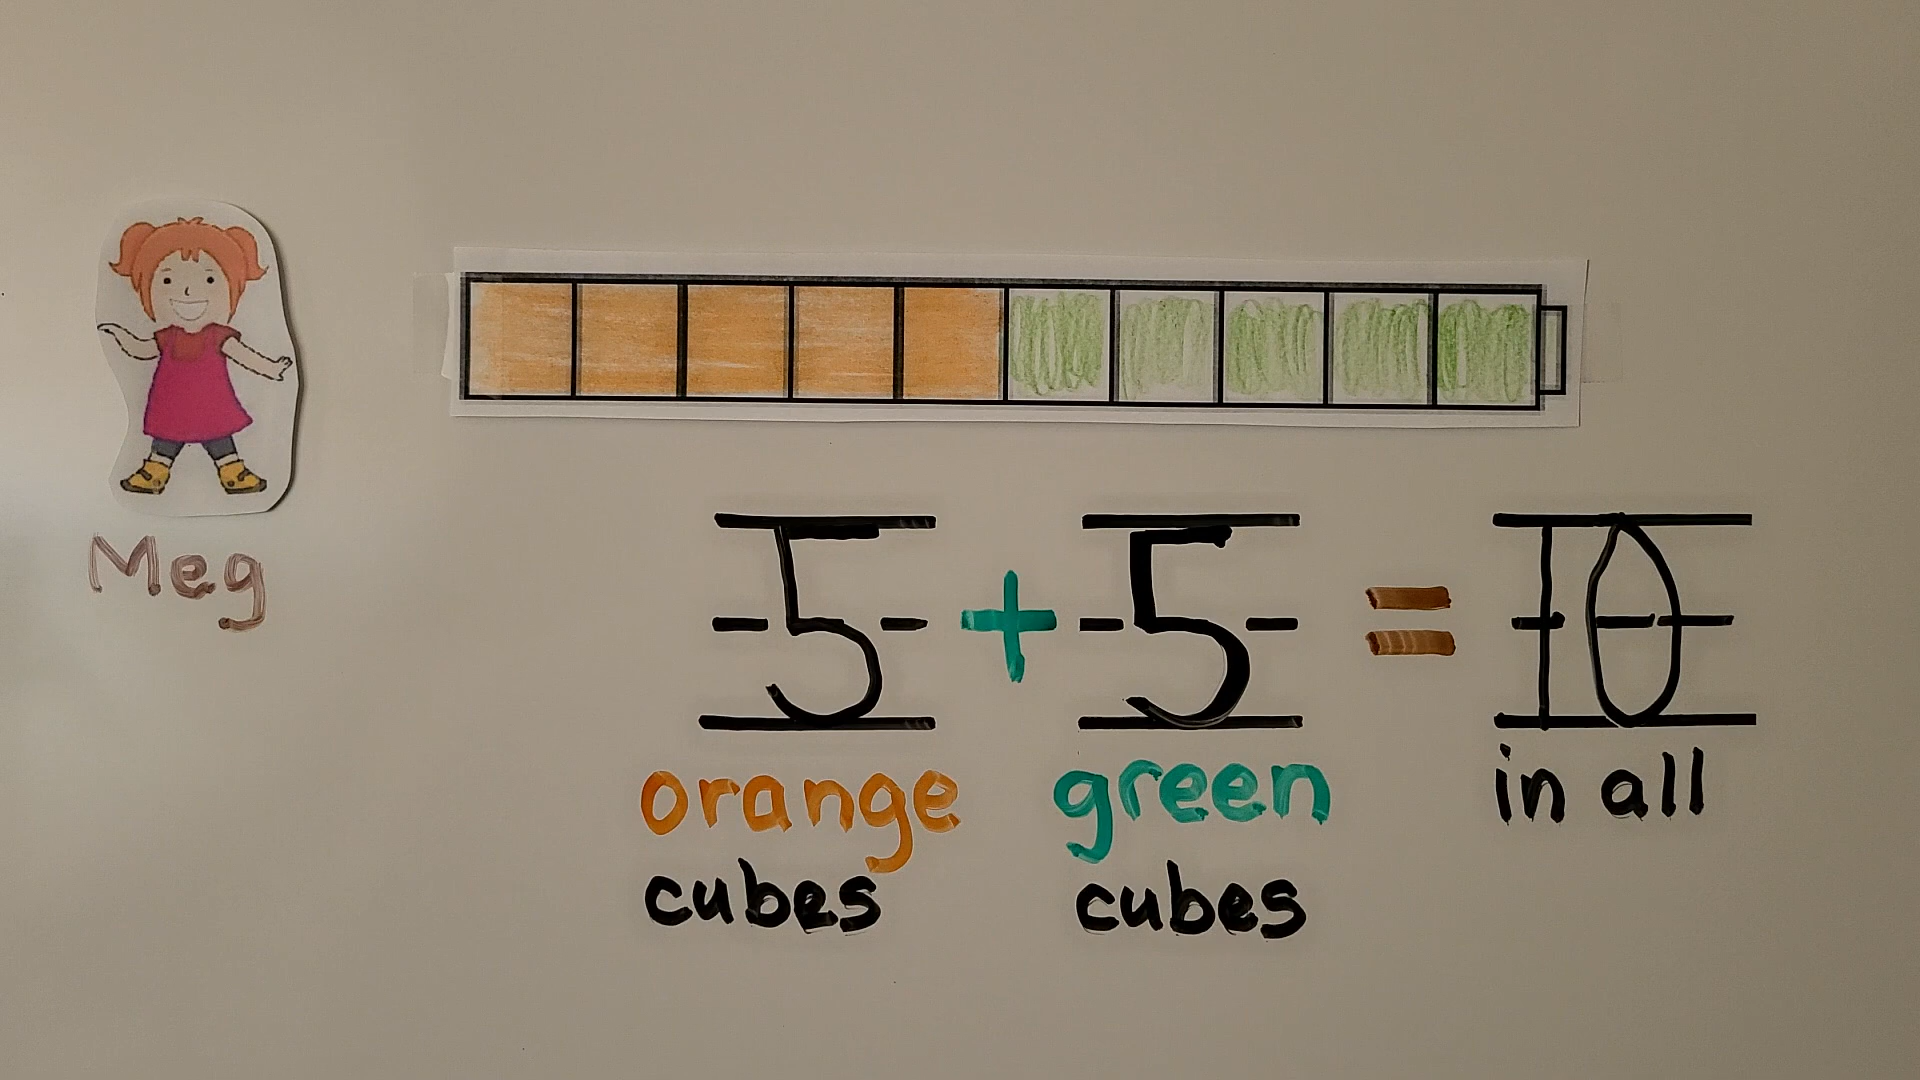 Meg
5 + 5 = 10
orange green in all
cubes cubes